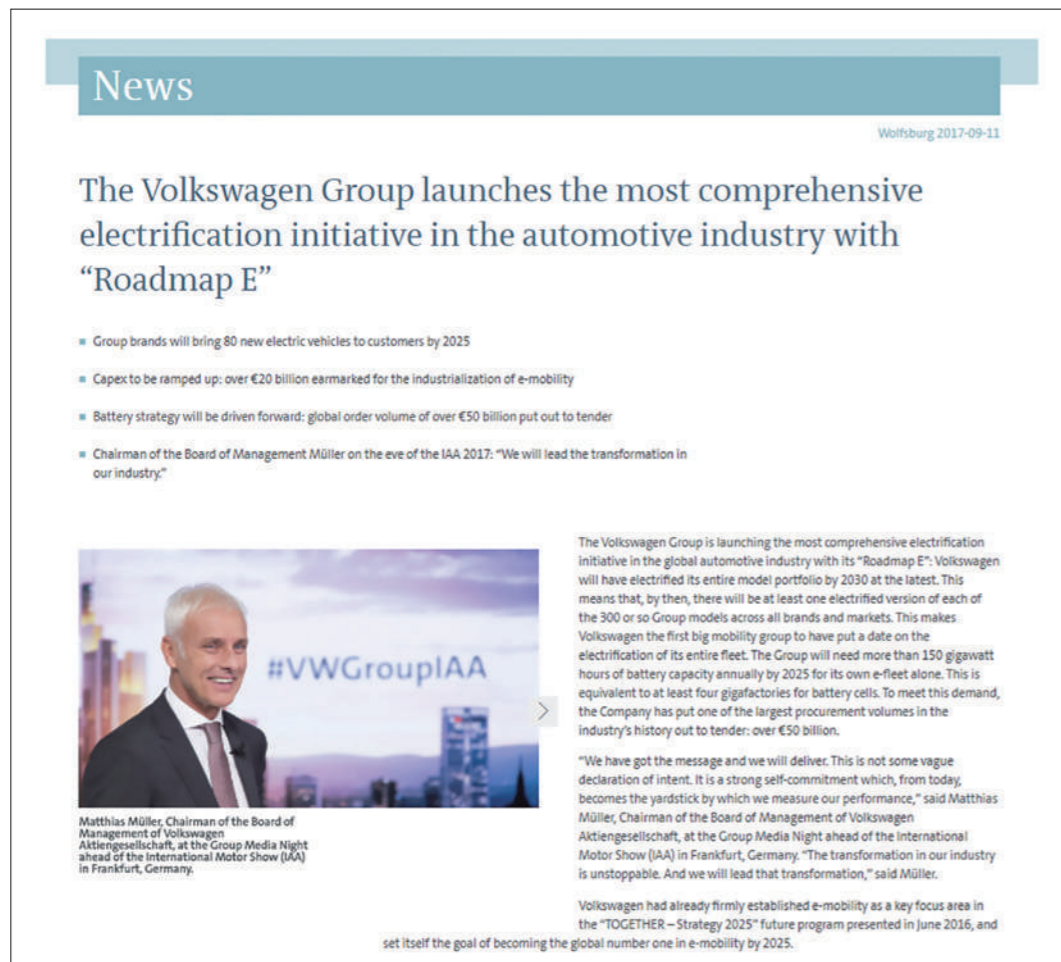 News
Wolfsburg 2017-09-11
The Volkswagen Group launches the most comprehensive
electrification initiative in the automotive industry with
“Roadmap E”
Group brands will bring 80 new electric vehicles to customers by 2025
Capex to be ramped up: over €20 billion earmarked for the industrialization of e-mobility
Battery strategy will be driven forward: global order volume of over €50 billion put out to tender
Chairman of the Board of Management Müller on the eve of the IAA 2017: “We will lead the transformation in
our industry.”
#VWGroupIAA
Matthias Müller, Chairman of the Board of
Management of Volkswagen
Aktiengesellschaft, at the Group Media Night
ahead of the International Motor Show (IAA)
in Frankfurt, Germany.
The Volkswagen Group is launching the most comprehensive electrification
initiative in the global automotive industry with its “Roadmap E”: Volkswagen
will have electrified its entire model portfolio by 2030 at the latest. This
means that, by then, there will be at least one electrified version of each of
the 300 or so Group models across all brands and markets. This makes
Volkswagen the first big mobility group to have put a date on the
electrification of its entire fleet. The Group will need more than 150 gigawatt
hours of battery capacity annually by 2025 for its own e-fleet alone. This is
equivalent to at least four gigafactories for battery cells. To meet this demand,
the Company has put one of the largest procurement volumes in the
industry’s history out to tender: over €50 billion.
“We have got the message and we will deliver. This is not some vague
declaration of intent. It is a strong self-commitment which, from today,
becomes the yardstick by which we measure our performance,” said Matthias
Müller, Chairman of the Board of Management of Volkswagen
Aktiengesellschaft, at the Group Media Night ahead of the International
Motor Show (IAA) in Frankfurt, Germany. “The transformation in our industry
is unstoppable. And we will lead that transformation,” said Müller.
Volkswagen had already firmly established e-mobility as a key focus area in
the “TOGETHER – Strategy 2025” future program presented in June 2016, and
set itself the goal of becoming the global number one in e-mobility by 2025.